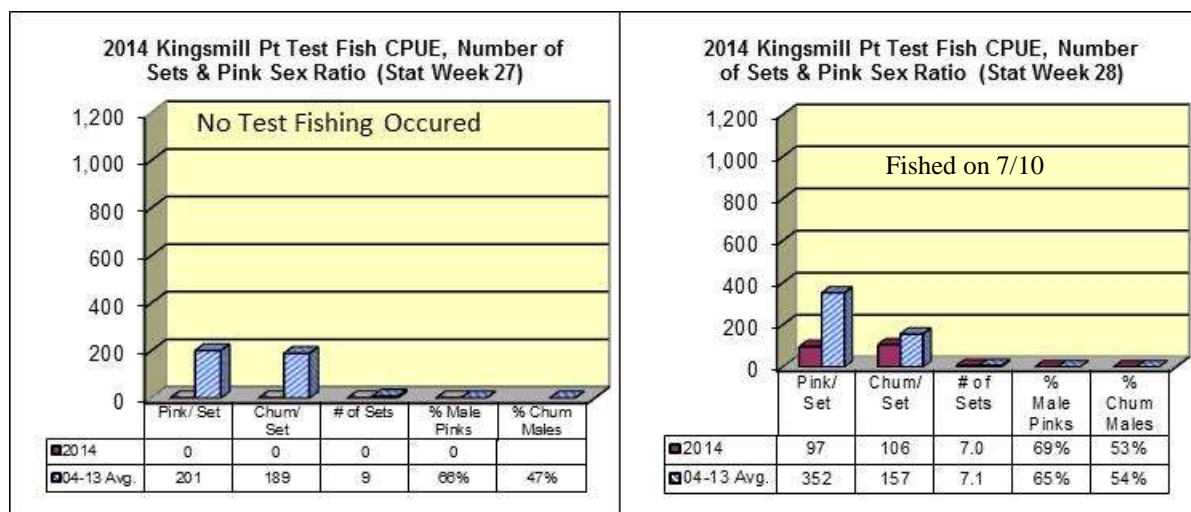 2014 Kingsmill Pt Test Fish CPUE, Number of
Sets & Pink Sex Ratio (Stat Week 27)
No Test Fishing Occured
1,200
1,000
800
600
400
200
0
Pink/ Set
Chum/
Set
# of Sets
% Male
Pinks
% Chum
Males
2014 0 0 0 0
04-13 Avg. 201 189 9 66% 47%
2014 Kingsmill Pt Test Fish CPUE, Number
of Sets & Pink Sex Ratio (Stat Week 28)
Fished on 7/10
1,200
1,000
800
600
400
200
0
Pink/
Set
Chum/
Set
# of
Sets
%
Male
Pinks
%
Chum
Males
2014 97 106 7.0 69% 53%
04-13 Avg. 352 157 7.1 65% 54%